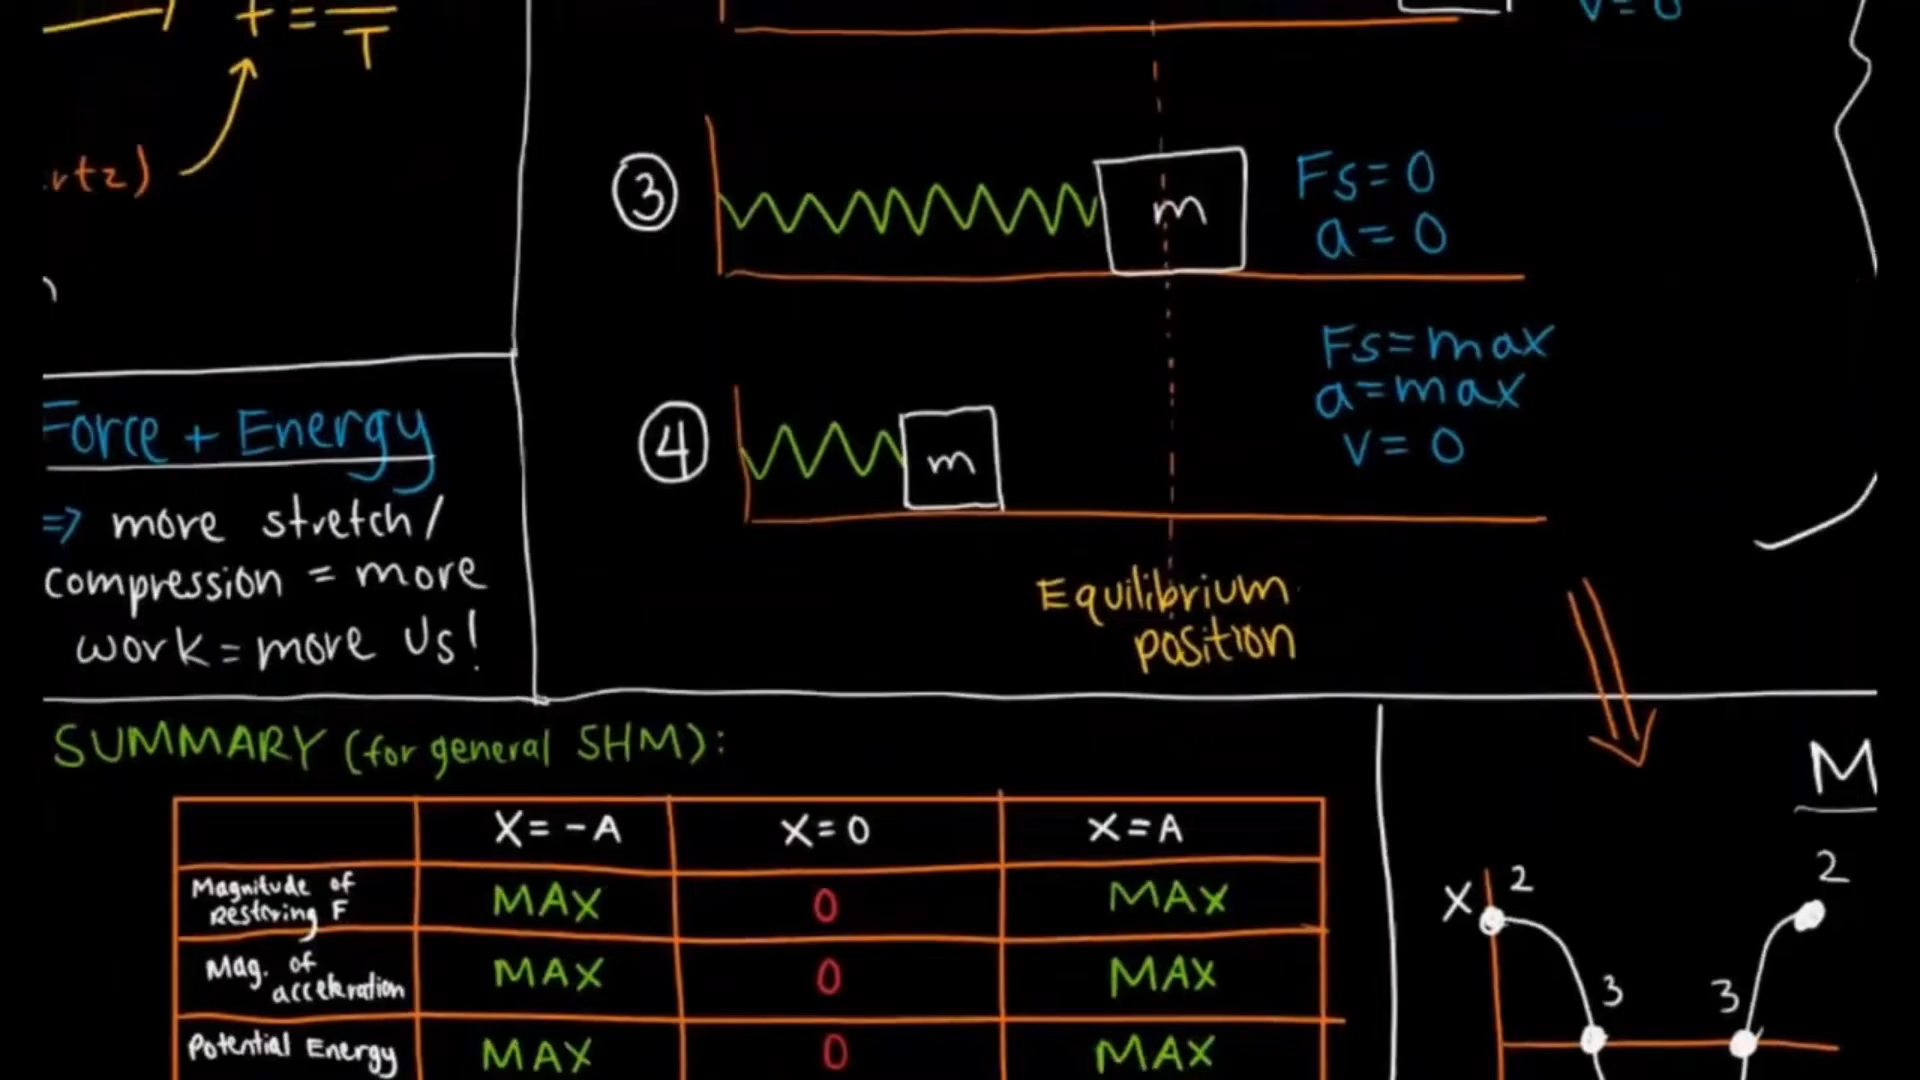 f = 
T
v = 0
rtz)
③
m
Fs = 0
a = 0
④
m
Fs = max
a = max
v = 0
Equilibrium
position
Force + Energy
=> more stretch/
compression = more
work = more Us!
SUMMARY (for general SHM):
X = -A X = 0 X = A
Magnitude of
Restoring F MAX 0 MAX
Mag. of
acceleration MAX 0 MAX
Potential Energy MAX 0 MAX
M
X 2 2
3 3